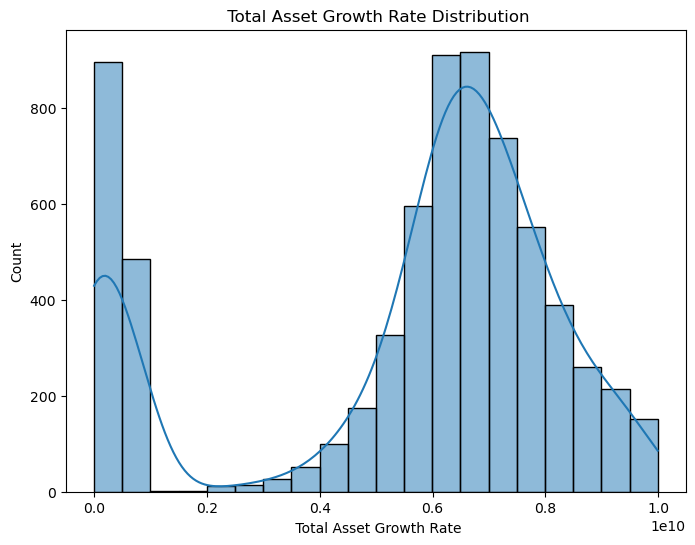 Total Asset Growth Rate Distribution
Count
800
600
400
200
0
0.0 0.2 0.4 0.6 0.8 1.0
1e10
Total Asset Growth Rate